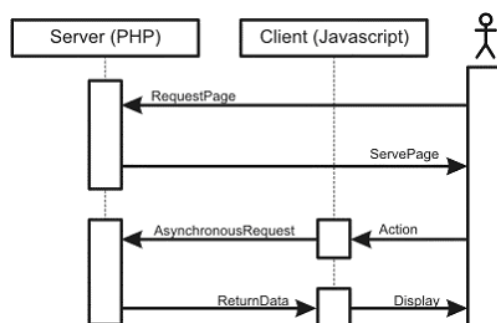 Server (PHP)
Client (Javascript)
RequestPage
ServePage
AsynchronousRequest
Action
ReturnData
Display